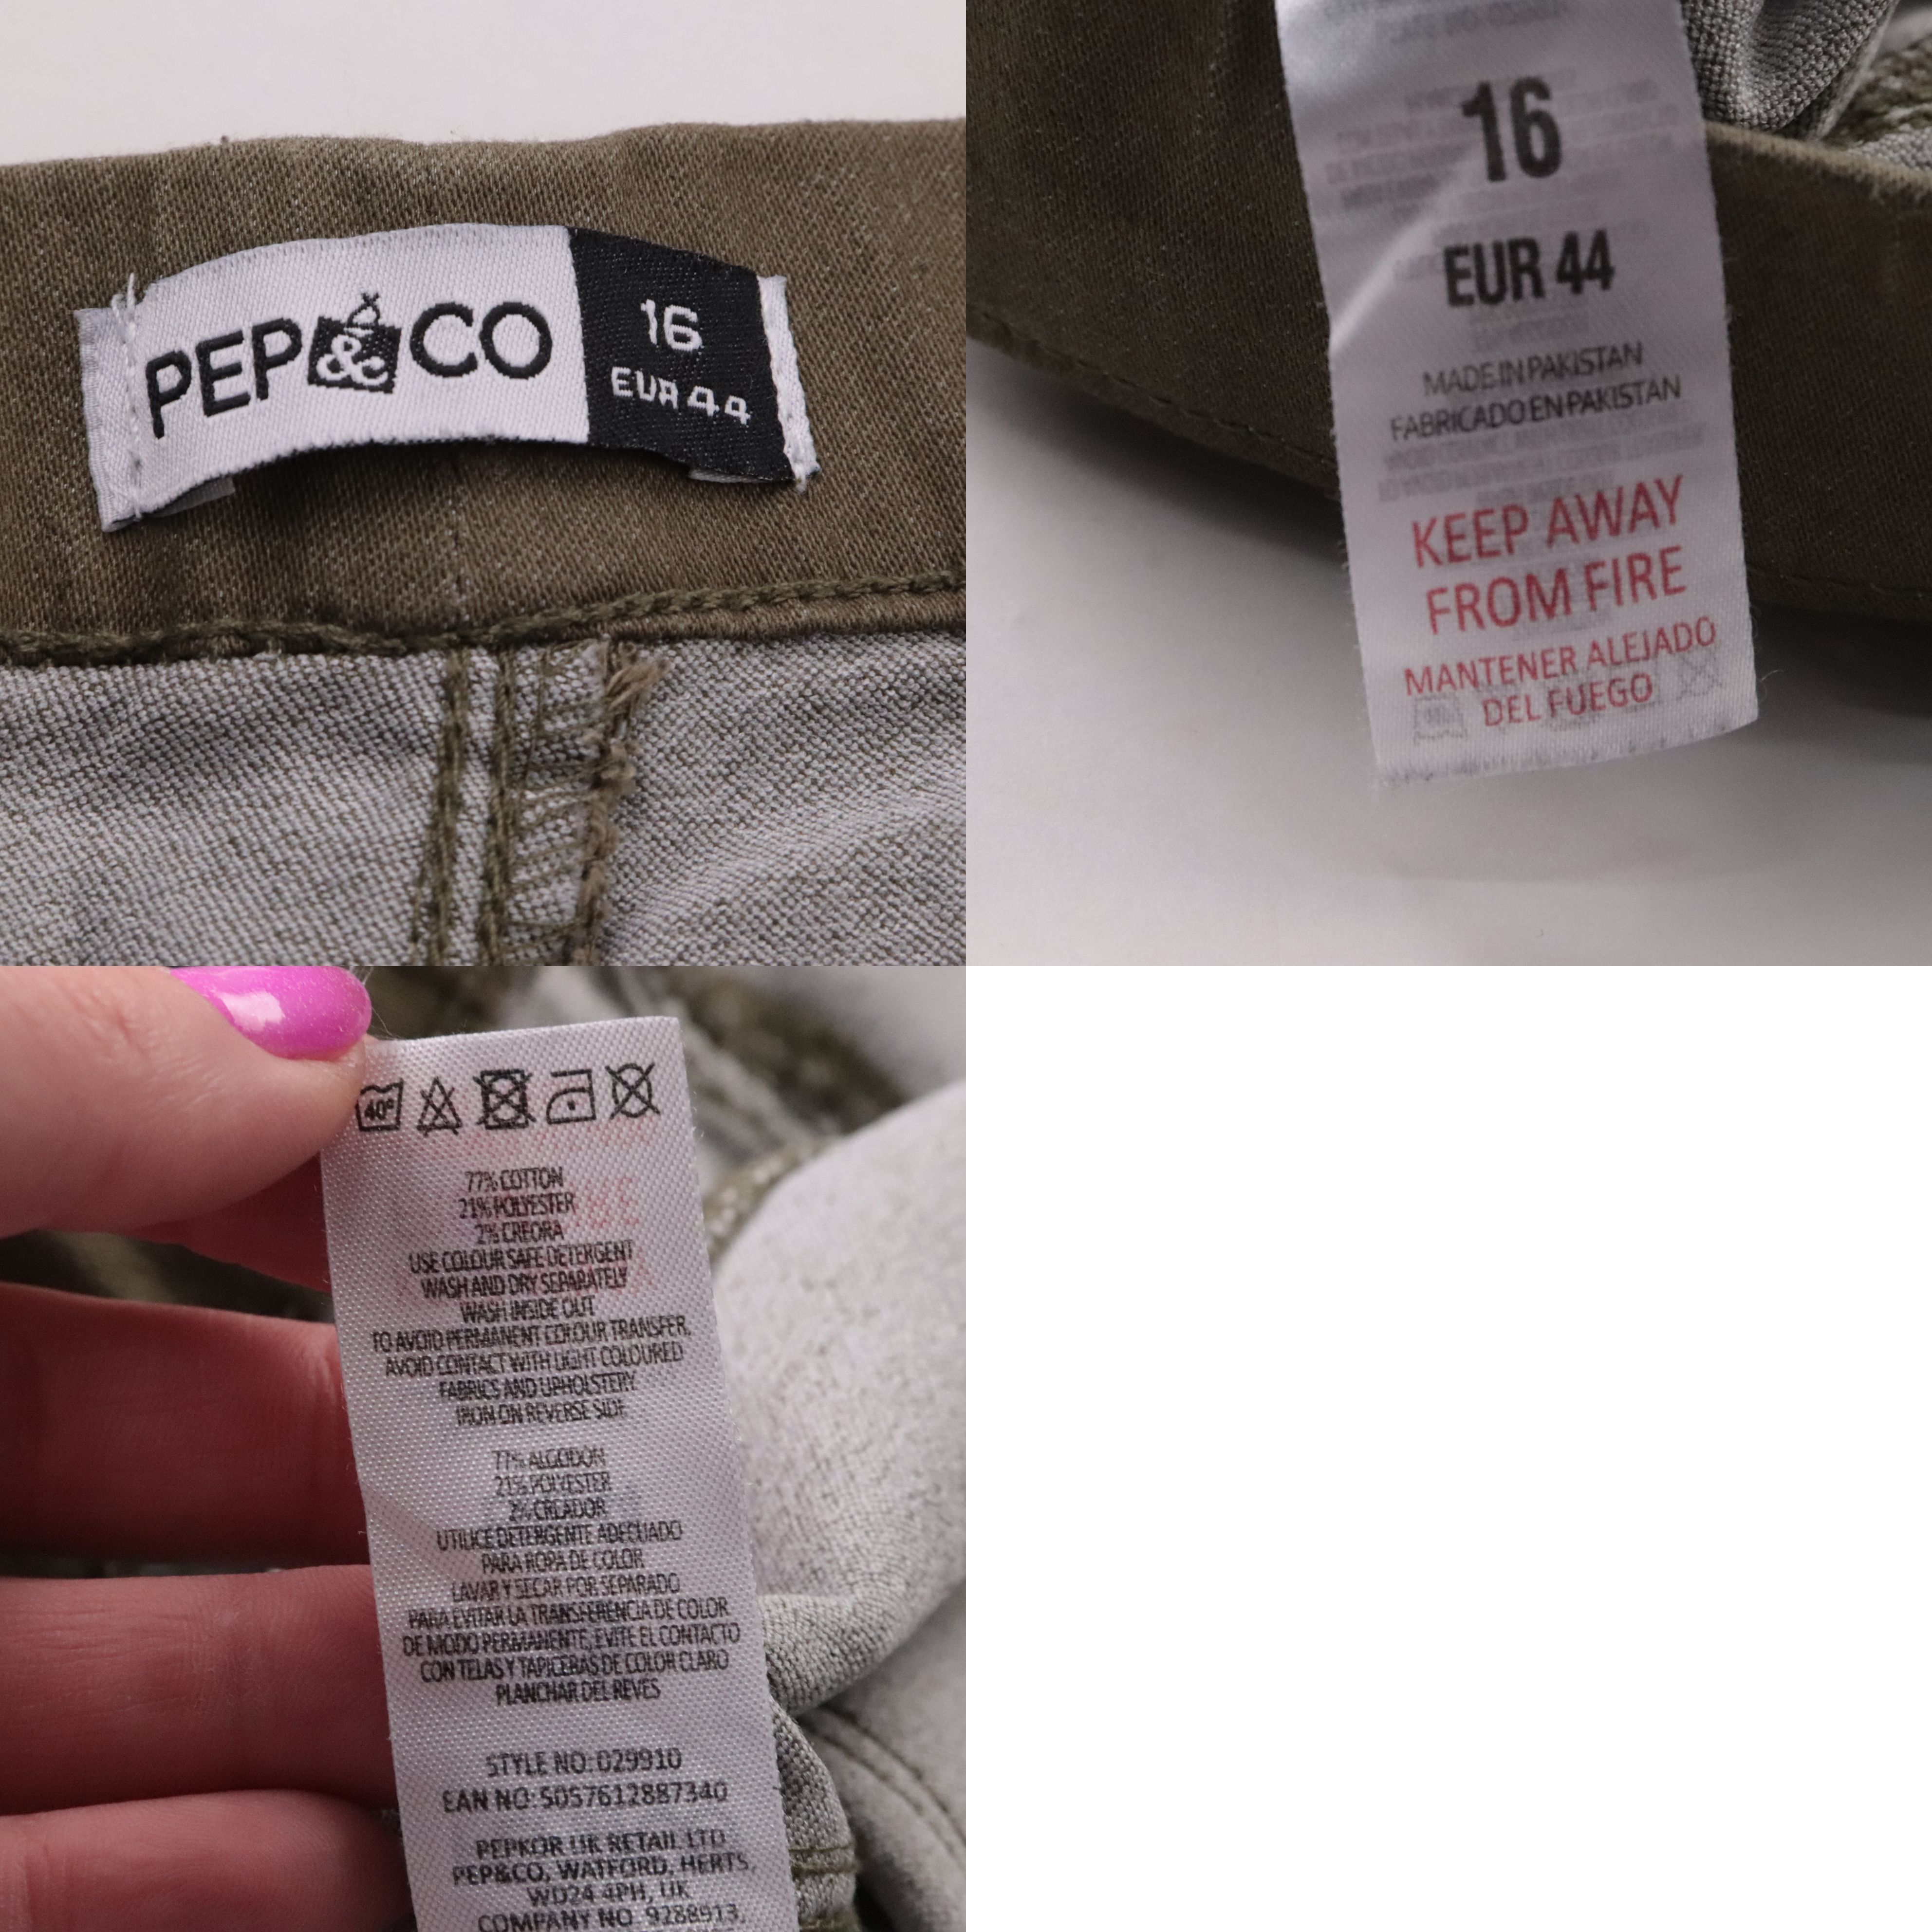 PEP&CO
16
EUR 44
16
EUR 44
MADE IN PAKISTAN
FABRICADO EN PAKISTAN
KEEP AWAY
FROM FIRE
MANTENER ALEJADO
DEL FUEGO
40°
77% COTTON
21% POLYESTER
2% CREORA
USE COLOUR SAFE DETERGENT
WASH AND DRY SEPARATELY
WASH INSIDE OUT
TO AVOID PERMANENT COLOUR TRANSFER,
AVOID CONTACT WITH LIGHT COLOURED
FABRICS AND UPHOLSTERY
IRON ON REVERSE SIDE
77% ALGODON
21% POLYESTER
2% CREADOR
UTILICE DETERGENTE ADECUADO
PARA ROPA DE COLOR
LAVAR Y SECAR POR SEPARADO
PARA EVITAR LA TRANSFERENCIA DE COLOR
DE MODO PERMANENTE, EVITE EL CONTACTO
CON TELAS Y TAPICERAS DE COLOR CLARO
PLANCHAR DEL REVES
STYLE NO: 029910
EAN NO: 5057612887340
PEPKOR UK RETAIL LTD
PEP&CO, WATFORD, HERTS,
WD24 4PH, UK
COMPANY NO 9288913,